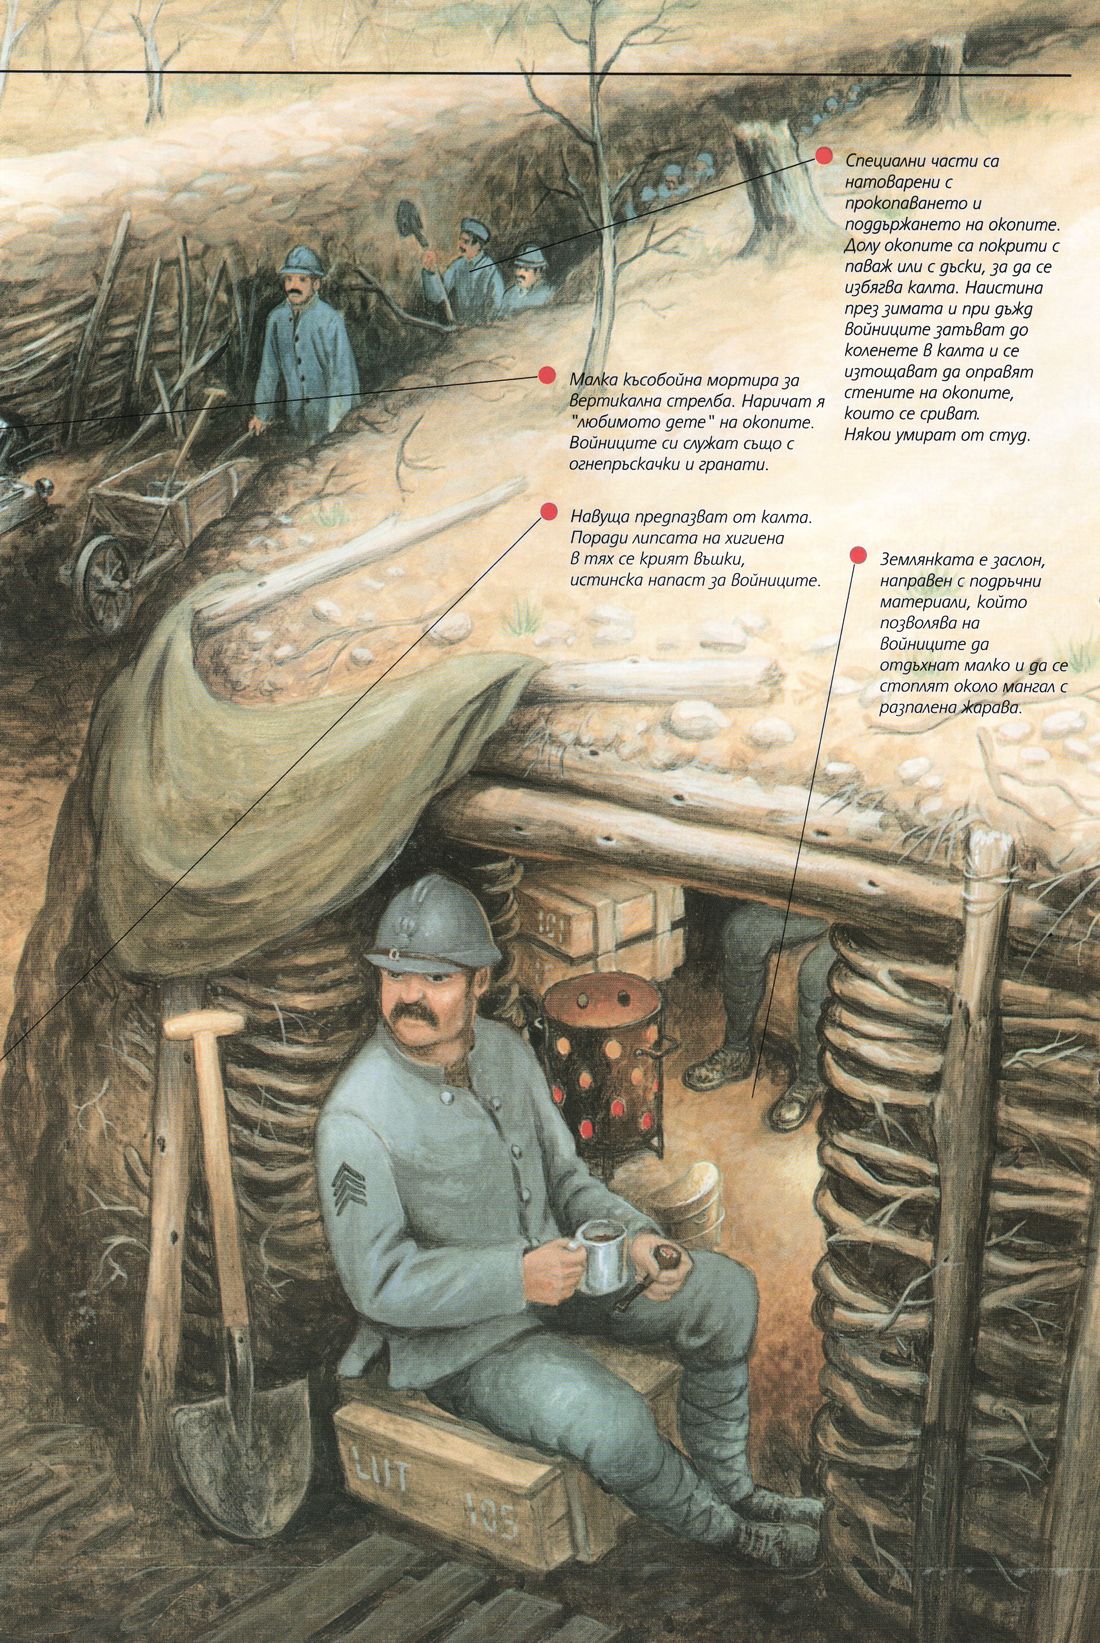 Специални части са
натоварени с
прокопаването и
поддържането на окопите.
Долу окопите са покрити с
паваж или с дъски, за да се
избягва калта. Наистина
през зимата и при дъжд
войниците затъват до
коленете в калта и се
изтощават да оправят
стените на окопите,
които се сриват.
Някои умират от студ.
Малка късобойна мортира за
вертикална стрелба. Наричат я
"любимото дете" на окопите.
Войниците си служат също с
огнепръскачки и гранати.
Навуща предпазват от калта.
Поради липсата на хигиена
в тях се крият въшки,
истинска напаст за войниците.
Землянката е заслон,
направен с подръчни
материали, който
позволява на
войниците да
отдъхнат малко и да се
стоплят около мангал с
разпалена жарава.
101
LIIT 105